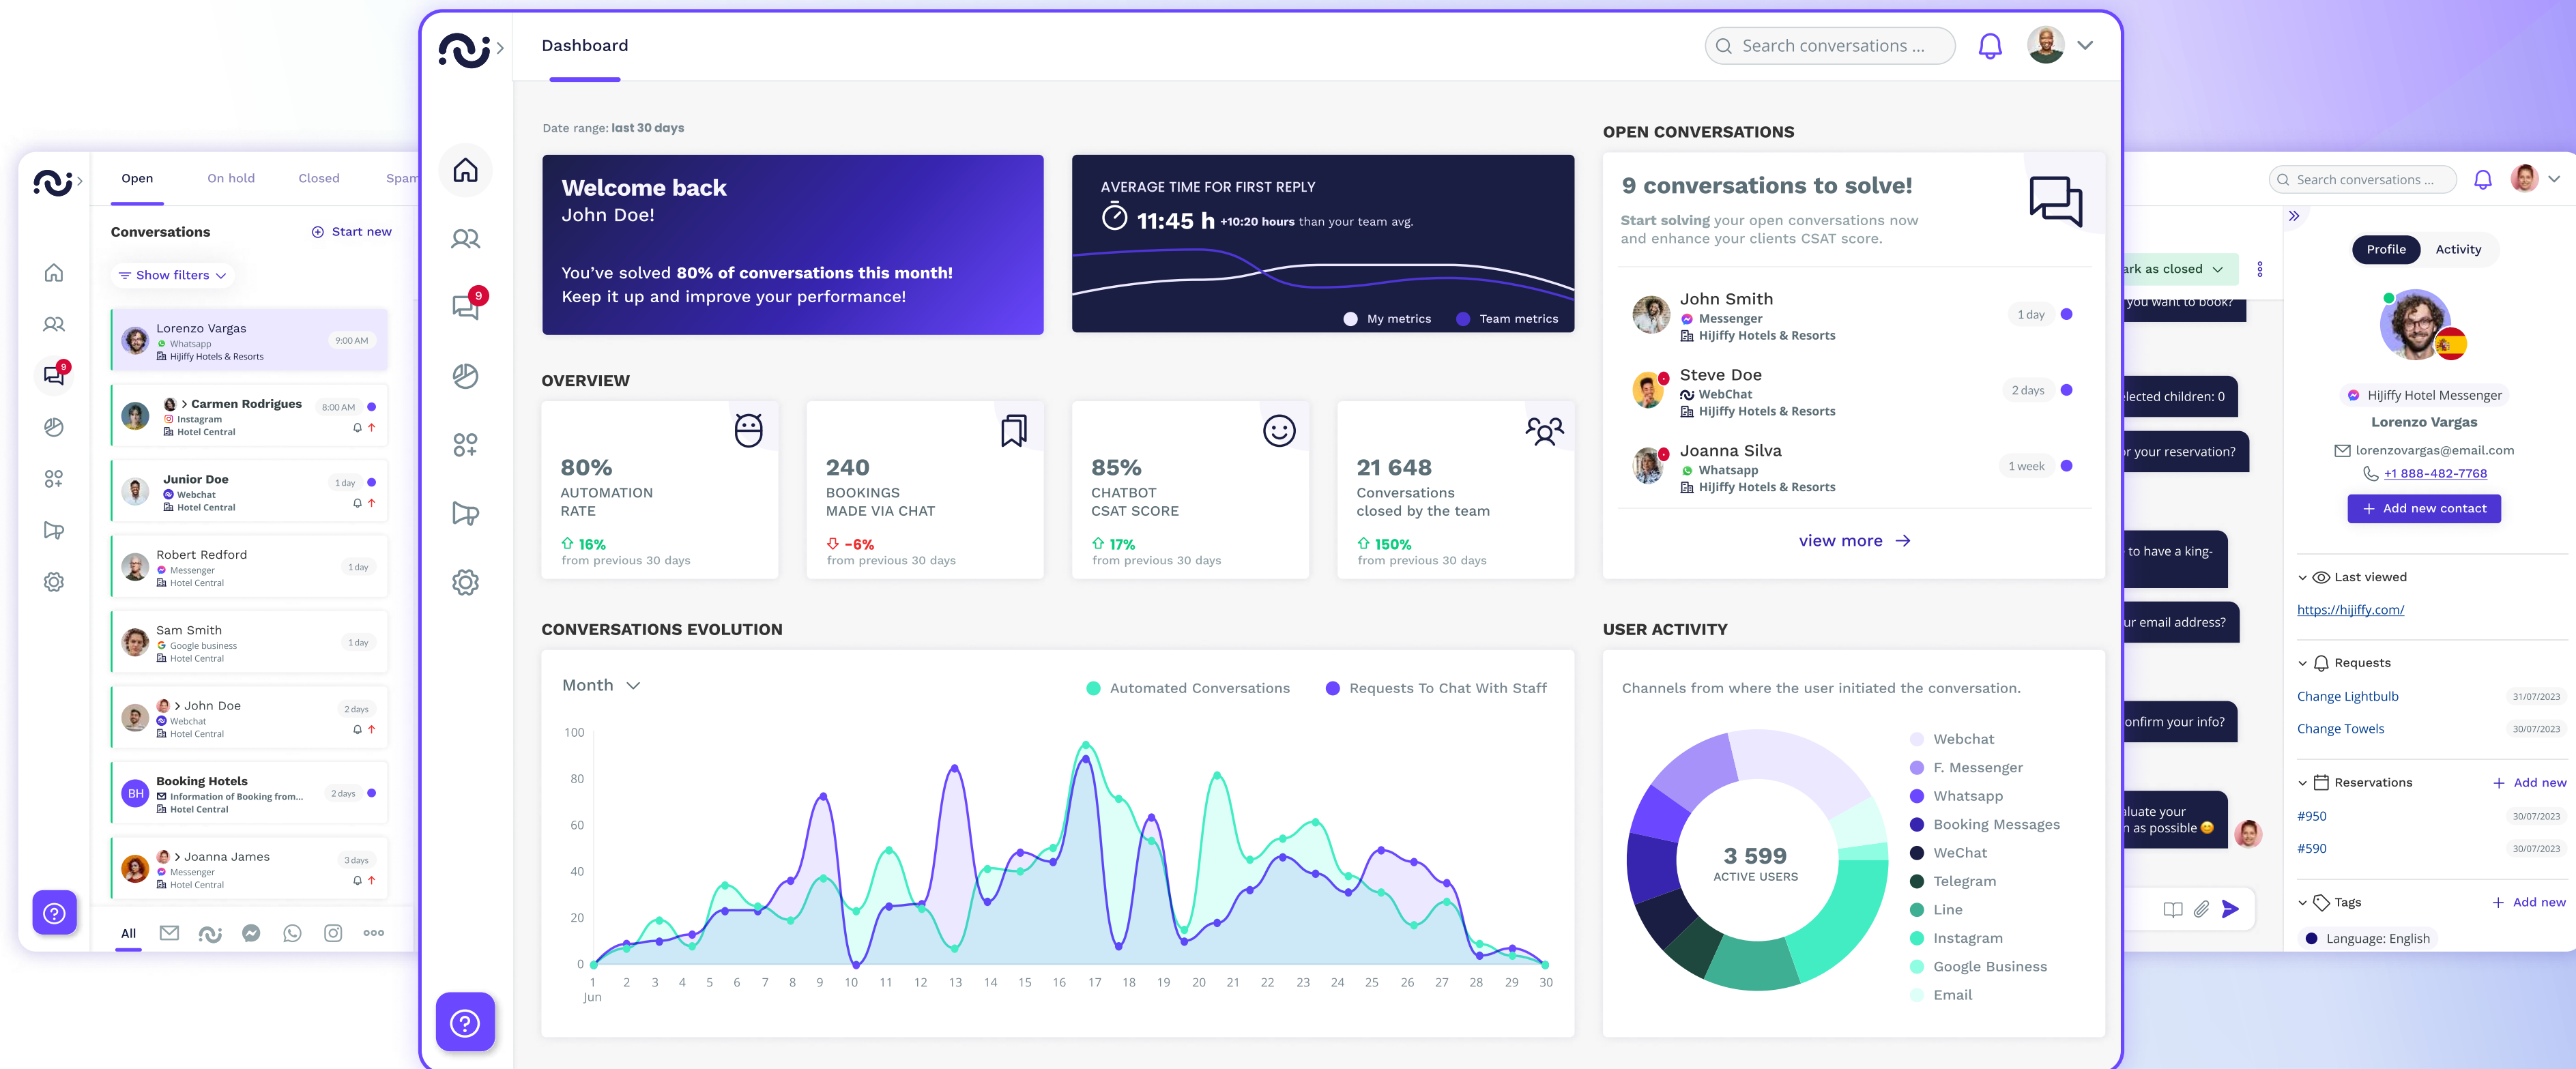 Open
On hold
Closed
Spam
Conversations
Start new
Show filters
Lorenzo Vargas
Whatsapp
HiJiffy Hotels & Resorts
9:00 AM
9
> Carmen Rodrigues
Instagram
Hotel Central
8:00 AM
Junior Doe
Webchat
Hotel Central
1 day
Robert Redford
Messenger
Hotel Central
1 day
Sam Smith
Google business
Hotel Central
1 day
> John Doe
Webchat
Hotel Central
2 days
BH
Booking Hotels
Information of Booking from...
Hotel Central
2 days
> Joanna James
Messenger
Hotel Central
3 days
All
Dashboard
Search conversations ...
9
Date range: last 30 days
Welcome back
John Doe!
You've solved 80% of conversations this month!
Keep it up and improve your performance!
AVERAGE TIME FOR FIRST REPLY
11:45 h +10:20 hours than your team avg.
My metrics
Team metrics
OVERVIEW
80%
AUTOMATION
RATE
16%
from previous 30 days
240
BOOKINGS
MADE VIA CHAT
-6%
from previous 30 days
85%
CHATBOT
CSAT SCORE
17%
from previous 30 days
21 648
Conversations
closed by the team
150%
from previous 30 days
OPEN CONVERSATIONS
9 conversations to solve!
Start solving your open conversations now
and enhance your clients CSAT score.
John Smith
Messenger
HiJiffy Hotels & Resorts
1 day
Steve Doe
WebChat
HiJiffy Hotels & Resorts
2 days
Joanna Silva
Whatsapp
HiJiffy Hotels & Resorts
1 week
view more
CONVERSATIONS EVOLUTION
Month
Automated Conversations
Requests To Chat With Staff
100
80
60
40
20
0
1 2 3 4 5 6 7 8 9 10 11 12 13 14 15 16 17 18 19 20 21 22 23 24 25 26 27 28 29 30
Jun
USER ACTIVITY
Channels from where the user initiated the conversation.
3 599
ACTIVE USERS
Webchat
F. Messenger
Whatsapp
Booking Messages
WeChat
Telegram
Line
Instagram
Google Business
Email
Search conversations ...
ark as closed
you want to book?
lected children: 0
or your reservation?
to have a king-
ur email address?
onfirm your info?
aluate your
n as possible 😊
Profile
Activity
HiJiffy Hotel Messenger
Lorenzo Vargas
lorenzovargas@email.com
+1 888-482-7768
+ Add new contact
Last viewed
https://hijiffy.com/
Requests
Change Lightbulb
31/07/2023
Change Towels
30/07/2023
Reservations
+ Add new
#950
30/07/2023
#590
30/07/2023
Tags
+ Add new
Language: English